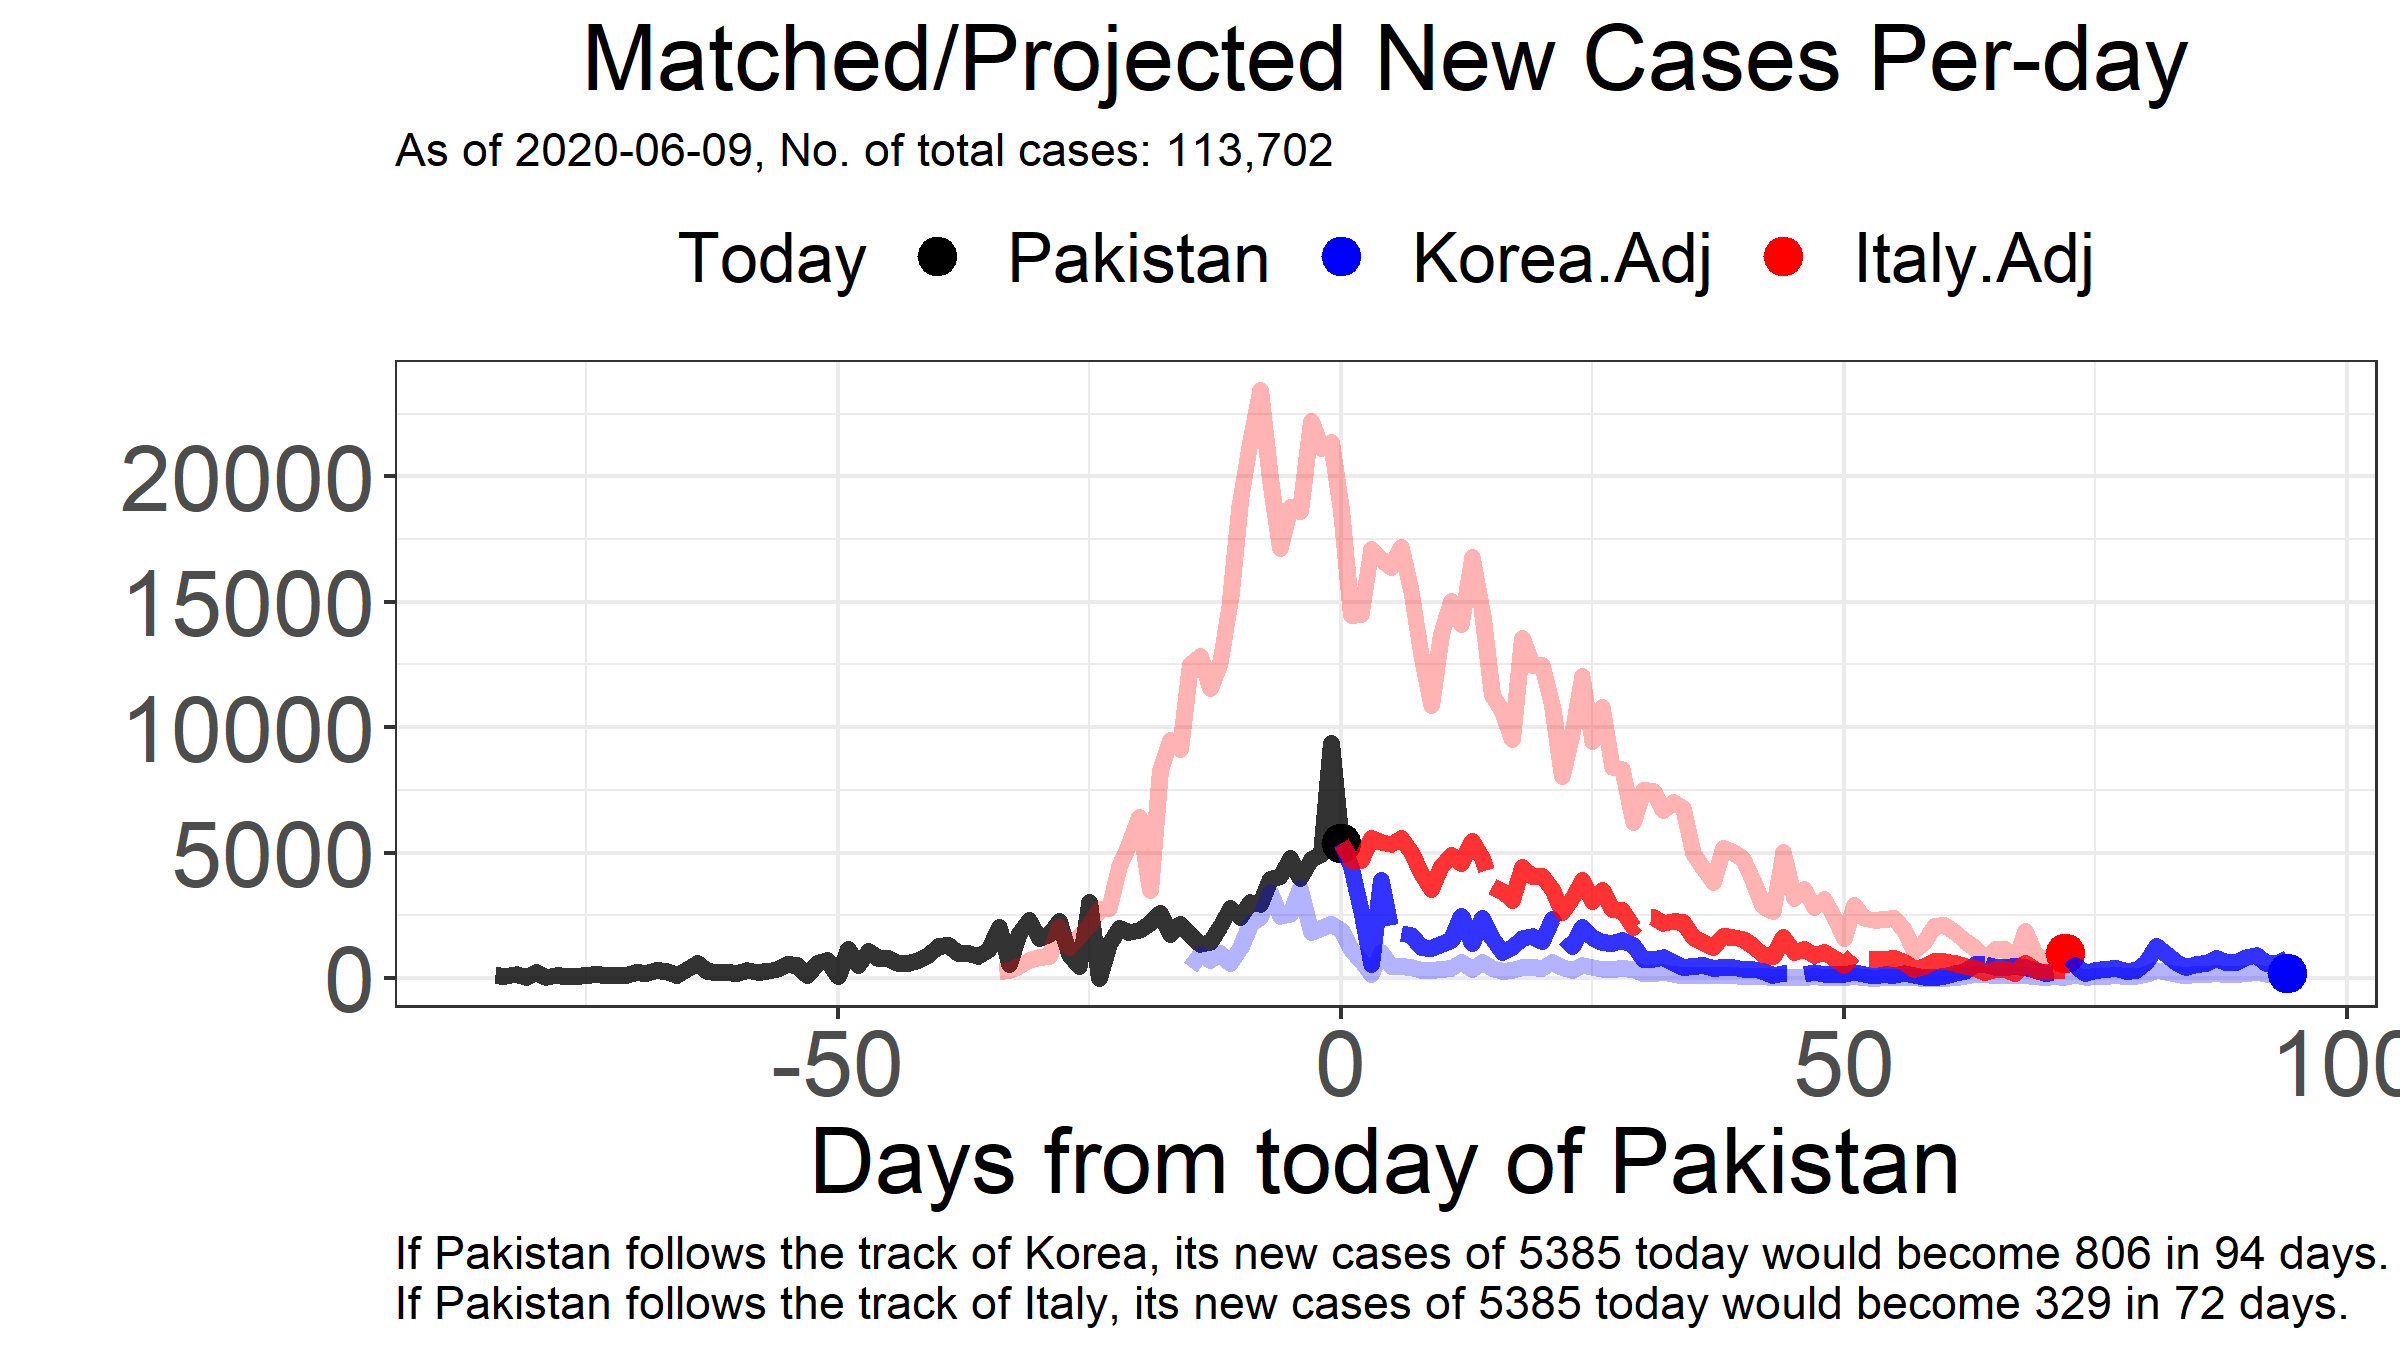 Matched/Projected New Cases Per-day
As of 2020-06-09, No. of total cases: 113,702
Today Pakistan Korea.Adj Italy.Adj
20000
15000
10000
5000
0
-50 0 50 100
Days from today of Pakistan
If Pakistan follows the track of Korea, its new cases of 5385 today would become 806 in 94 days.
If Pakistan follows the track of Italy, its new cases of 5385 today would become 329 in 72 days.